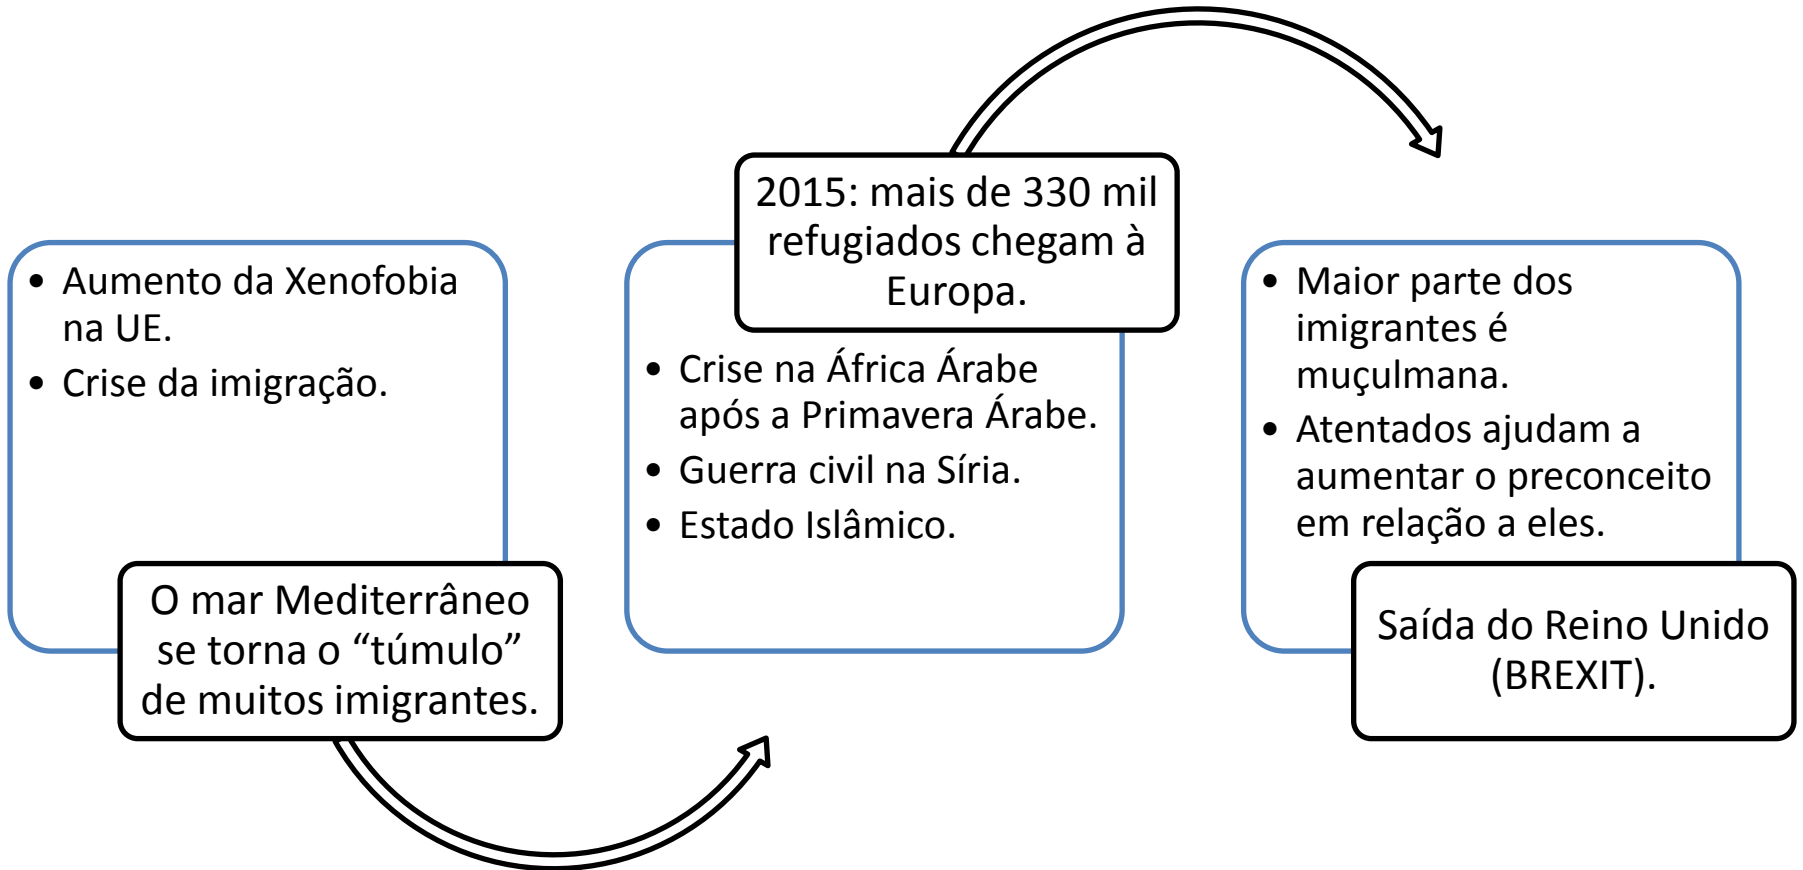 • Aumento da Xenofobia
na UE.
• Crise da imigração.
O mar Mediterrâneo
se torna o “túmulo”
de muitos imigrantes.
2015: mais de 330 mil
refugiados chegam à
Europa.
• Crise na África Árabe
após a Primavera Árabe.
• Guerra civil na Síria.
• Estado Islâmico.
• Maior parte dos
imigrantes é
muçulmana.
• Atentados ajudam a
aumentar o preconceito
em relação a eles.
Saída do Reino Unido
(BREXIT).